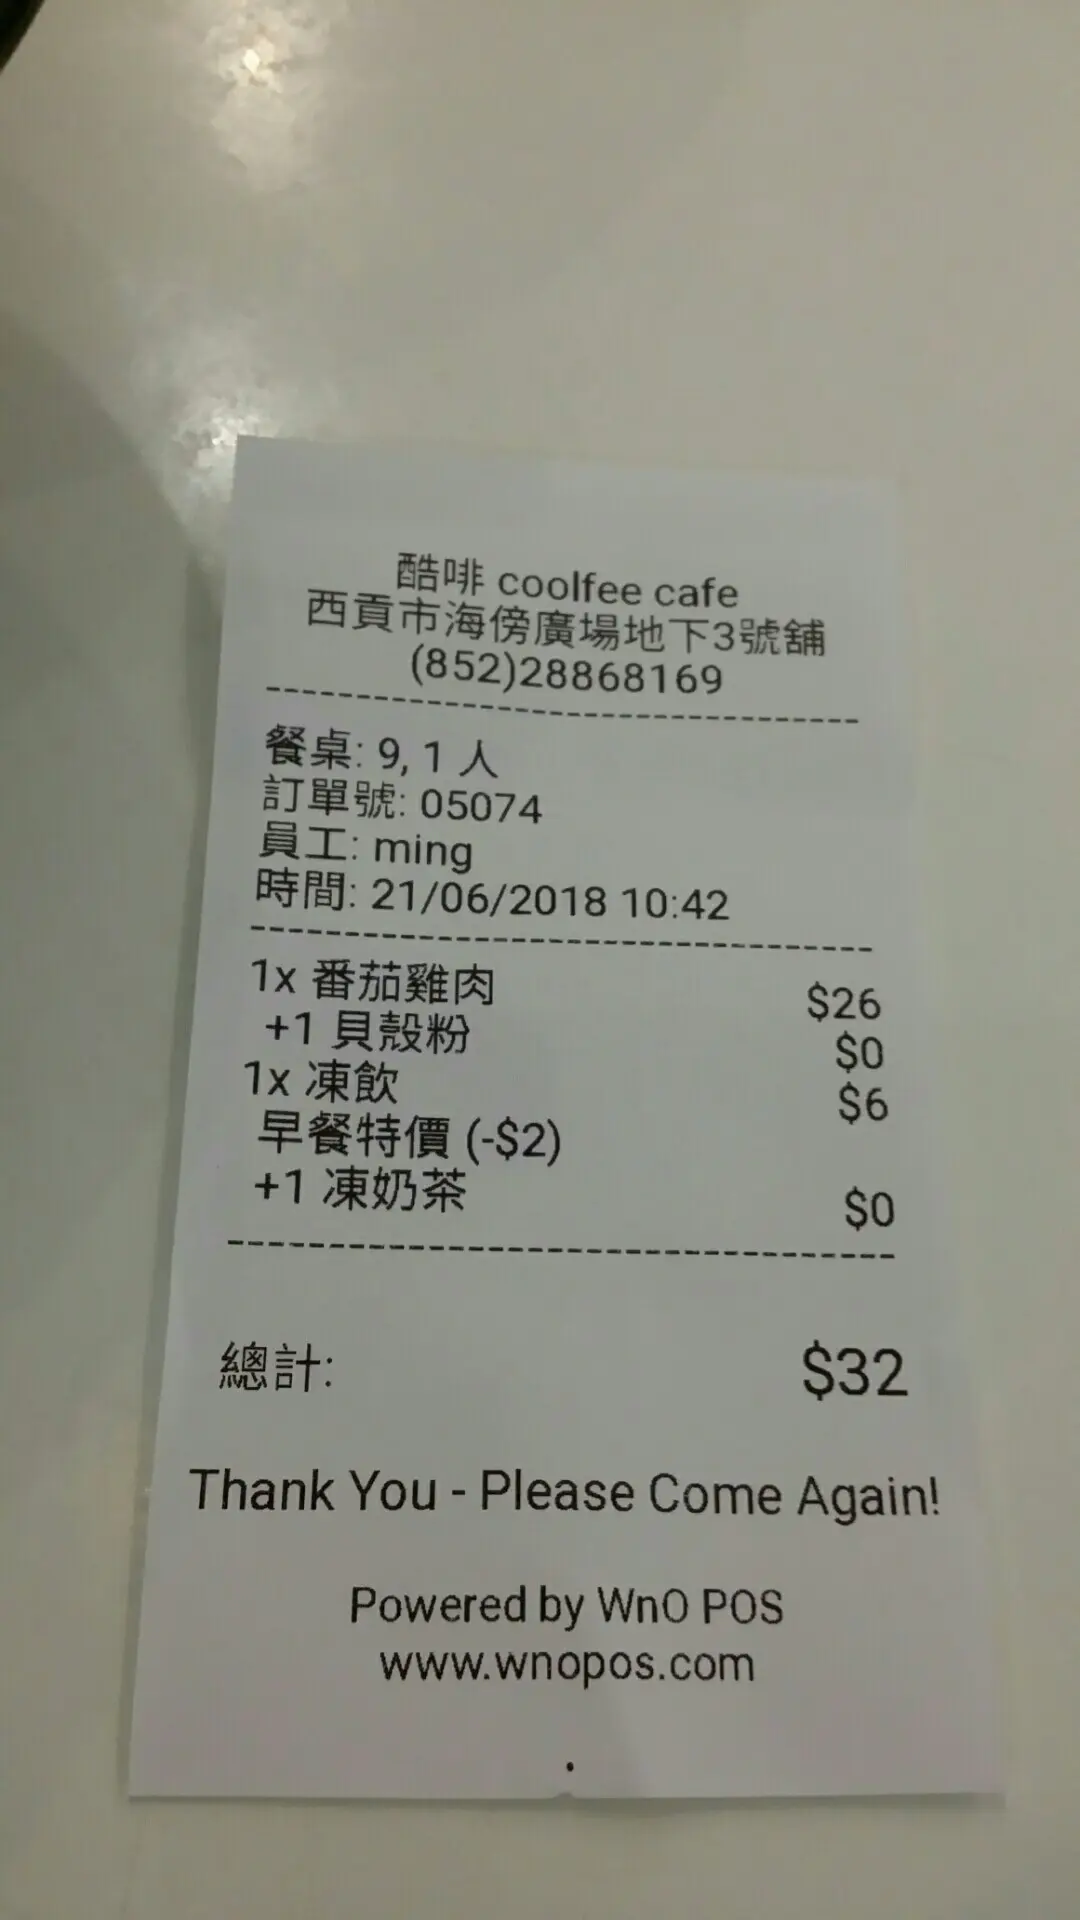 酷啡 coolfee cafe
西貢市海傍廣場地下3號舖
(852)28868169
餐桌: 9, 1 人
訂單號: 05074
員工: ming
時間: 21/06/2018 10:42
1x 番茄雞肉 $26
+1 貝殼粉 $0
1x 凍飲 $6
早餐特價 (-$2)
+1 凍奶茶 $0
總計: $32
Thank You - Please Come Again!
Powered by WnO POS
www.wnopos.com
.